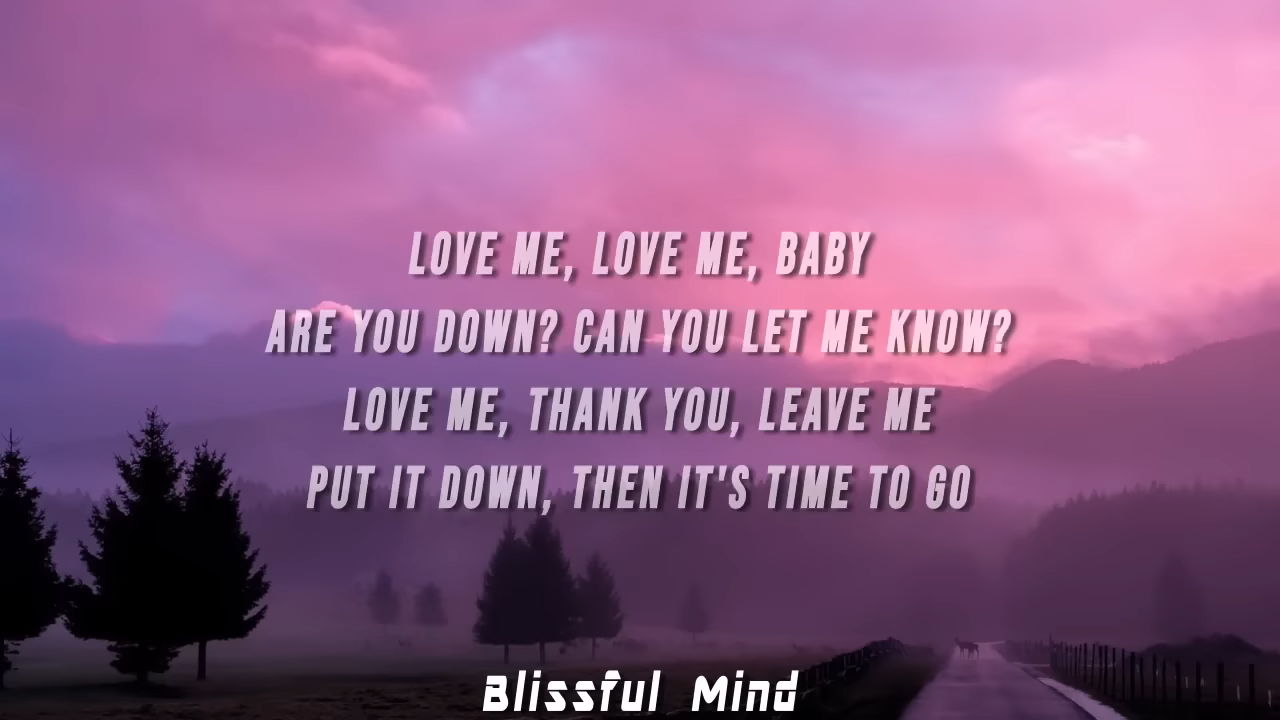 LOVE ME, LOVE ME, BABY
ARE YOU DOWN? CAN YOU LET ME KNOW?
LOVE ME, THANK YOU, LEAVE ME
PUT IT DOWN, THEN IT'S TIME TO GO
Blissful Mind